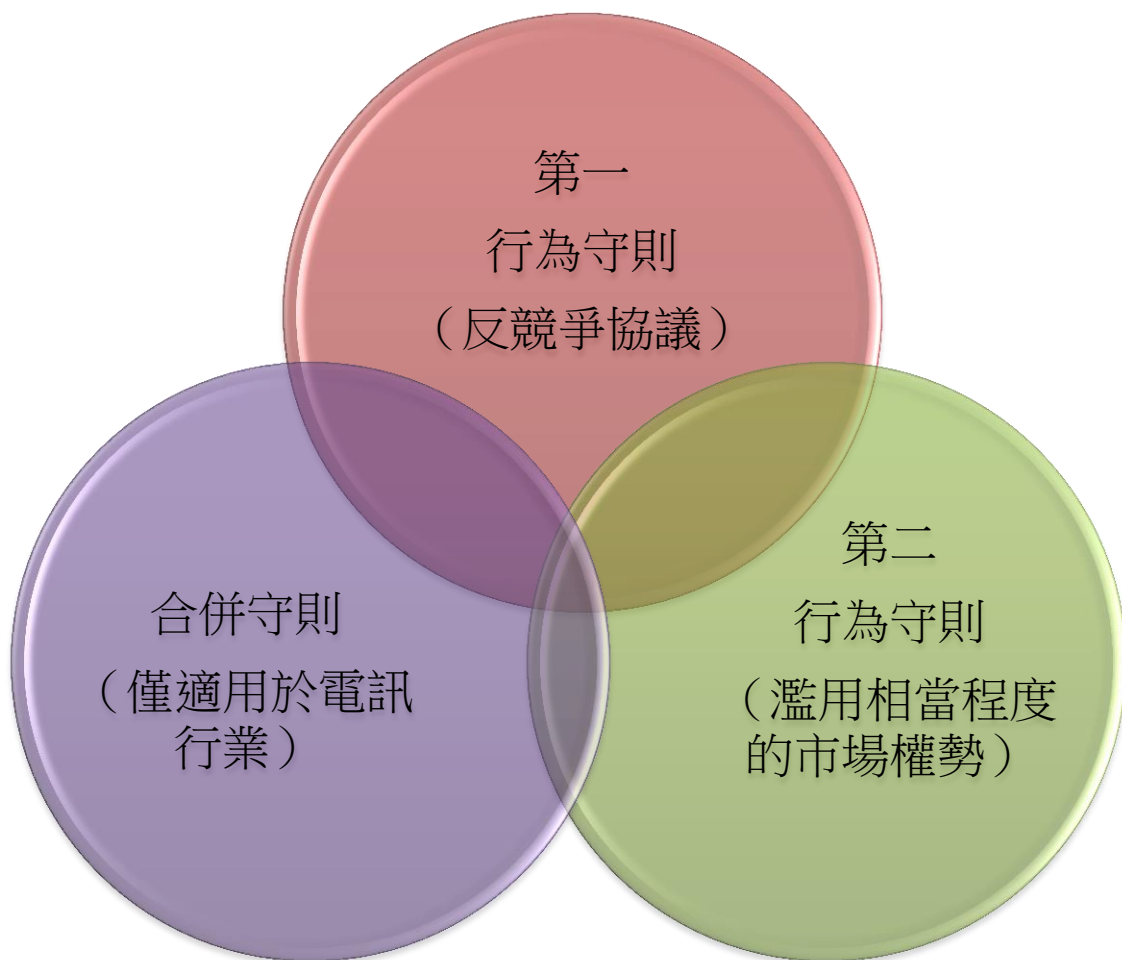 第一
行為守則
（反競爭協議）
合併守則
（僅適用於電訊
行業）
第二
行為守則
（濫用相當程度
的市場權勢）